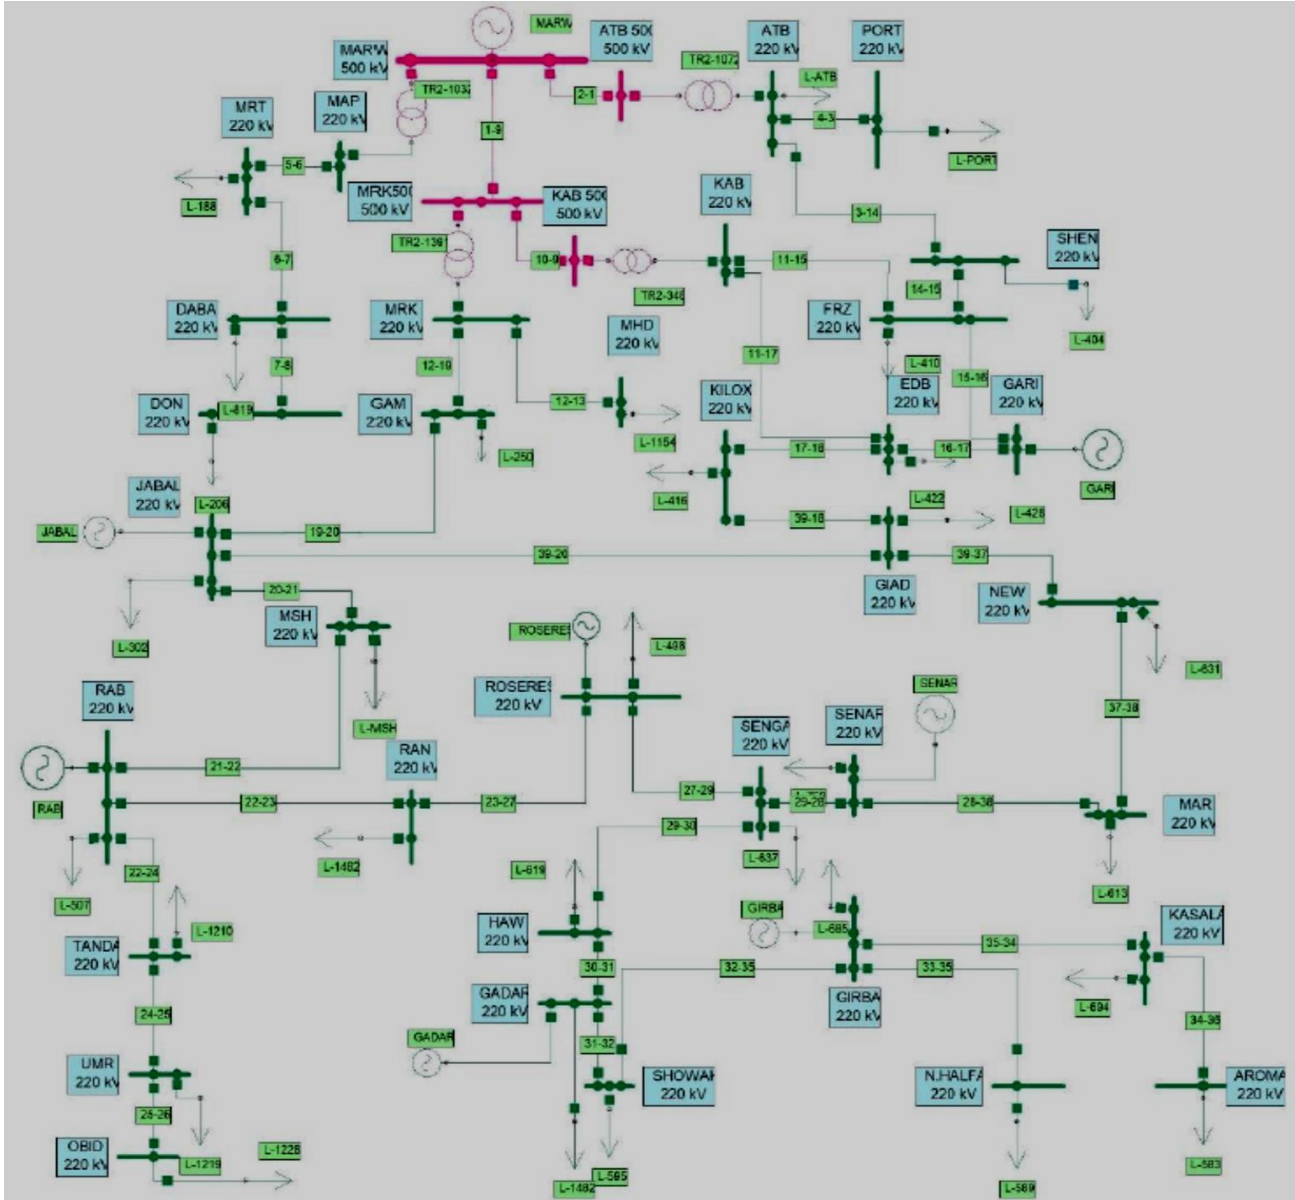 MARW
ATB 500
500 kV
ATB
220 kV
PORT
220 kV
MARW
500 kV
TR2-1072
L-ATB
TR2-103
MAP
220 kV
MRT
220 kV
2-1
4-3
1-9
L-PORT
5-6
L-188
MRK500
500 kV
KAB 500
500 kV
KAB
220 kV
3-14
TR2-139
10-9
11-15
SHEN
220 kV
6-7
TR2-348
14-15
DABA
220 kV
MRK
220 kV
MHD
220 kV
FRZ
220 kV
L-404
7-8
12-19
11-17
L-410
15-16
DON
220 kV
L-819
GAM
220 kV
12-13
KILOX
220 kV
EDB
220 kV
GARI
220 kV
L-1154
17-18
16-17
L-250
JABAL
220 kV
L-206
L-416
L-422
GARI
L-428
JABAL
19-20
39-18
39-20
39-37
20-21
GIAD
220 kV
NEW
220 kV
MSH
220 kV
L-302
ROSERES
L-498
L-631
RAB
220 kV
ROSERES
220 kV
SENAR
L-MSH
SENGA
220 kV
SENAR
220 kV
37-38
RAN
220 kV
21-22
RAB
22-23
23-27
27-29
29-28
28-38
MAR
220 kV
29-30
L-1482
L-637
22-24
L-619
L-613
L-507
GIRBA
L-685
KASALA
220 kV
L-1210
HAW
220 kV
TANDA
220 kV
35-34
30-31
32-35
33-35
GADAR
220 kV
GIRBA
220 kV
L-694
24-25
34-36
GADAR
31-32
UMR
220 kV
SHOWAK
220 kV
N.HALFA
220 kV
AROMA
220 kV
25-26
OBID
220 kV
L-1219
L-1228
L-1482
L-595
L-589
L-583